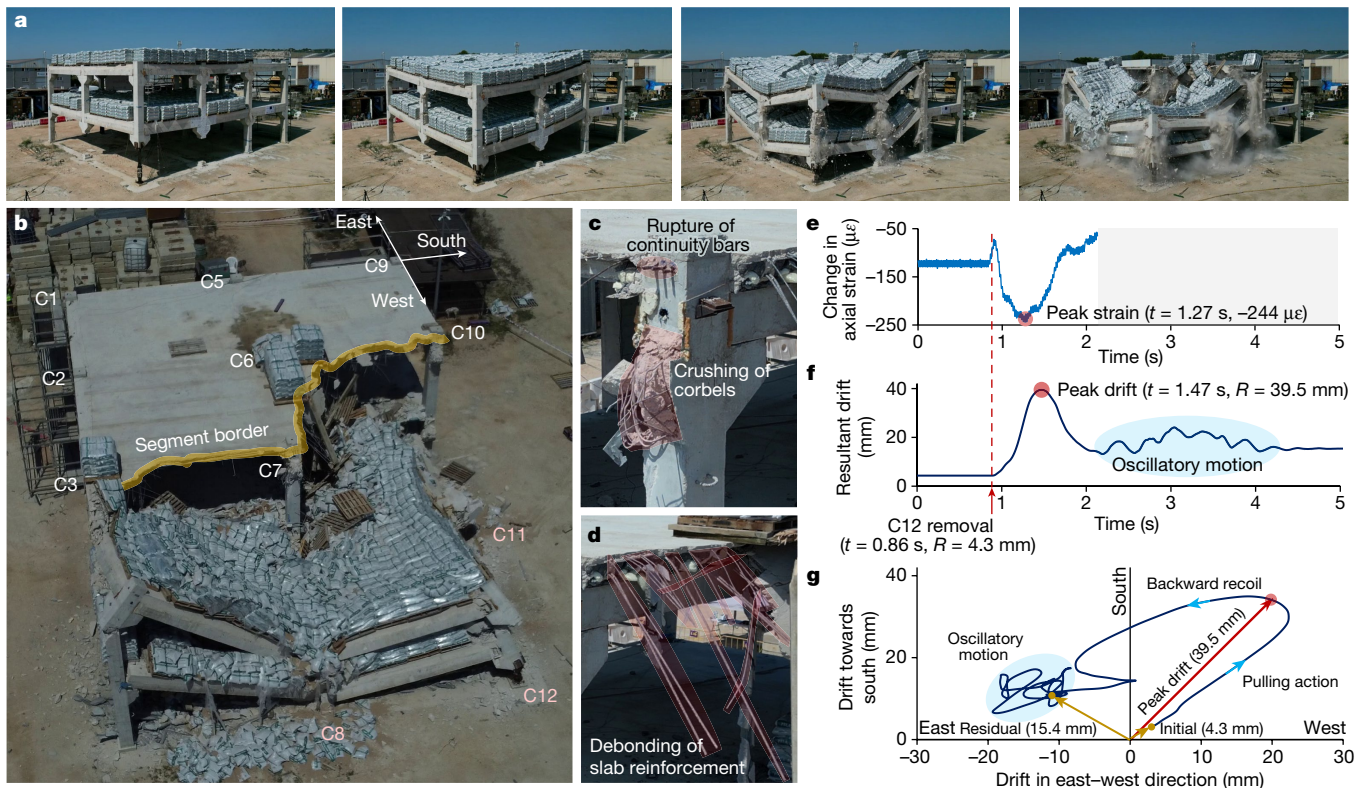 a
b
East
South
C9
West
C5
C1
C10
C6
C2
Segment border
C7
C3
C11
C12
C8
c
Rupture of
continuity bars
Crushing of
corbels
d
Debonding of
slab reinforcement
e
Change in
axial strain (με)
−50
−150
−250
Peak strain (t = 1.27 s, −244 με)
0 1 2 3 4 5
Time (s)
f
Resultant drift
(mm)
40
20
0
Peak drift (t = 1.47 s, R = 39.5 mm)
Oscillatory motion
0 1 2 3 4 5
Time (s)
C12 removal
(t = 0.86 s, R = 4.3 mm)
g
Drift towards
south (mm)
40
20
0
South
Backward recoil
Oscillatory
motion
Peak drift (39.5 mm)
Pulling action
East
Residual (15.4 mm)
Initial (4.3 mm)
West
−30 −20 −10 0 10 20 30
Drift in east–west direction (mm)